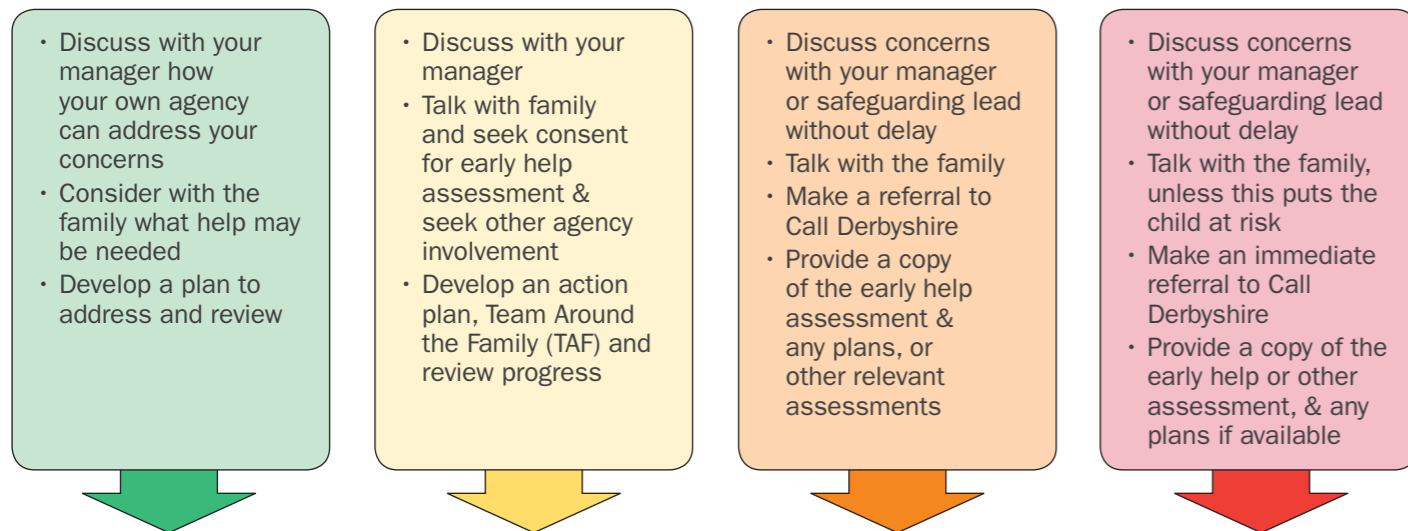 • Discuss with your
manager how
your own agency
can address your
concerns
• Consider with the
family what help may
be needed
• Develop a plan to
address and review
• Discuss with your
manager
• Talk with family
and seek consent
for early help
assessment &
seek other agency
involvement
• Develop an action
plan, Team Around
the Family (TAF) and
review progress
• Discuss concerns
with your manager
or safeguarding lead
without delay
• Talk with the family
• Make a referral to
Call Derbyshire
• Provide a copy
of the early help
assessment &
any plans, or
other relevant
assessments
• Discuss concerns
with your manager
or safeguarding lead
without delay
• Talk with the family,
unless this puts the
child at risk
• Make an immediate
referral to Call
Derbyshire
• Provide a copy of the
early help or other
assessment, & any
plans if available